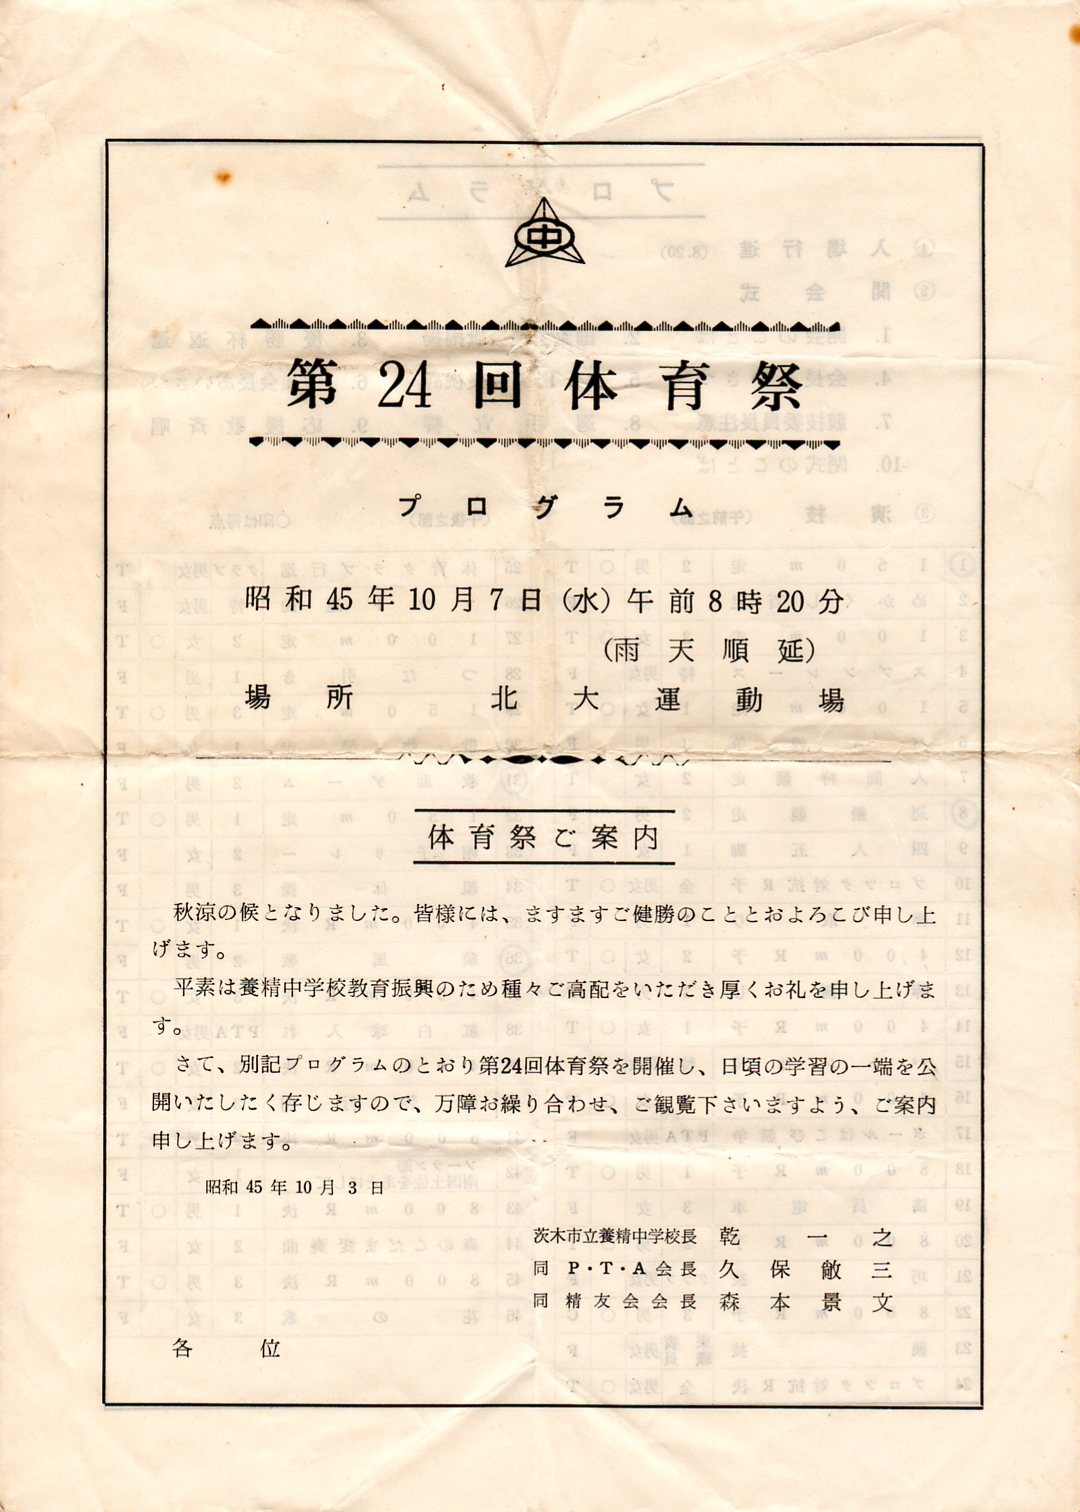 中
第24回体育祭
プログラム
昭和45年10月7日(水)午前8時20分
(雨天順延)
場所 北大運動場
体育祭ご案内
秋涼の候となりました。皆様には、ますますご健勝のこととおよろこび申し上
げます。
平素は養精中学校教育振興のため種々ご高配をいただき厚くお礼を申し上げま
す。
さて、別記プログラムのとおり第24回体育祭を開催し、日頃の学習の一端を公
開いたしたく存じますので、万障お繰り合わせ、ご観覧下さいますよう、ご案内
申し上げます。
昭和45年10月3日
茨木市立養精中学校長 乾一之
同 P・T・A会長 久保敞三
同精友会会長 森本景文
各位